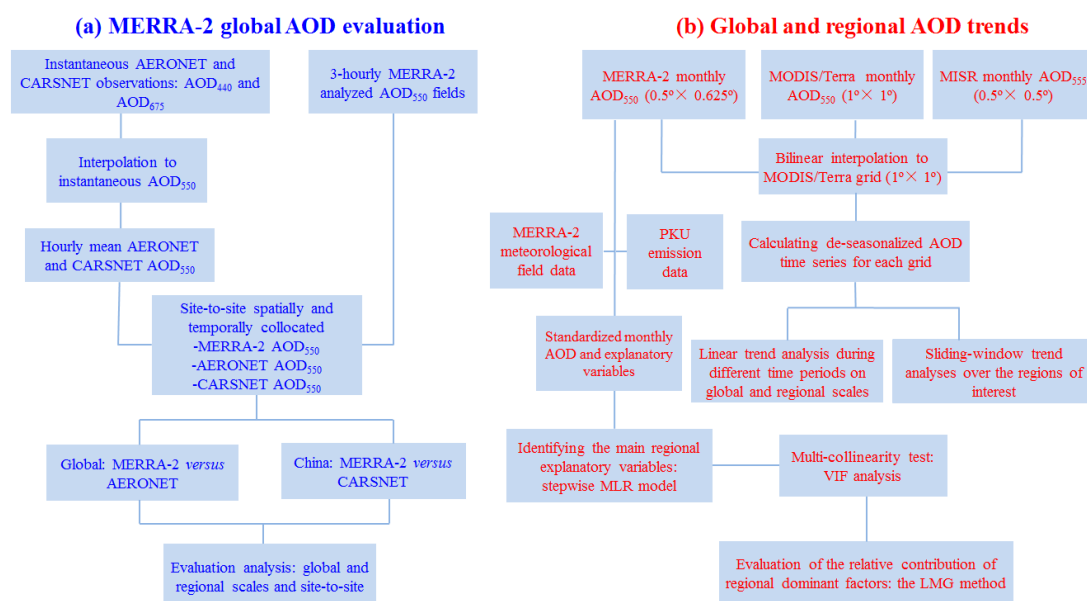 (a) MERRA-2 global AOD evaluation
Instantaneous AERONET and
CARSNET observations: AOD440 and
AOD675
3-hourly MERRA-2
analyzed AOD550 fields
Interpolation to
instantaneous AOD550
Hourly mean AERONET
and CARSNET AOD550
Site-to-site spatially and
temporally collocated
-MERRA-2 AOD550
-AERONET AOD550
-CARSNET AOD550
Global: MERRA-2 versus
AERONET
China: MERRA-2 versus
CARSNET
Evaluation analysis: global and
regional scales and site-to-site
(b) Global and regional AOD trends
MERRA-2 monthly
AOD550 (0.5º× 0.625º)
MODIS/Terra monthly
AOD550 (1º× 1º)
MISR monthly AOD555
(0.5º× 0.5º)
Bilinear interpolation to
MODIS/Terra grid (1º× 1º)
MERRA-2
meteorological
field data
PKU
emission
data
Calculating de-seasonalized AOD
time series for each grid
Standardized monthly
AOD and explanatory
variables
Linear trend analysis during
different time periods on
global and regional scales
Sliding-window trend
analyses over the regions of
interest
Identifying the main regional
explanatory variables:
stepwise MLR model
Multi-collinearity test:
VIF analysis
Evaluation of the relative contribution of
regional dominant factors: the LMG method